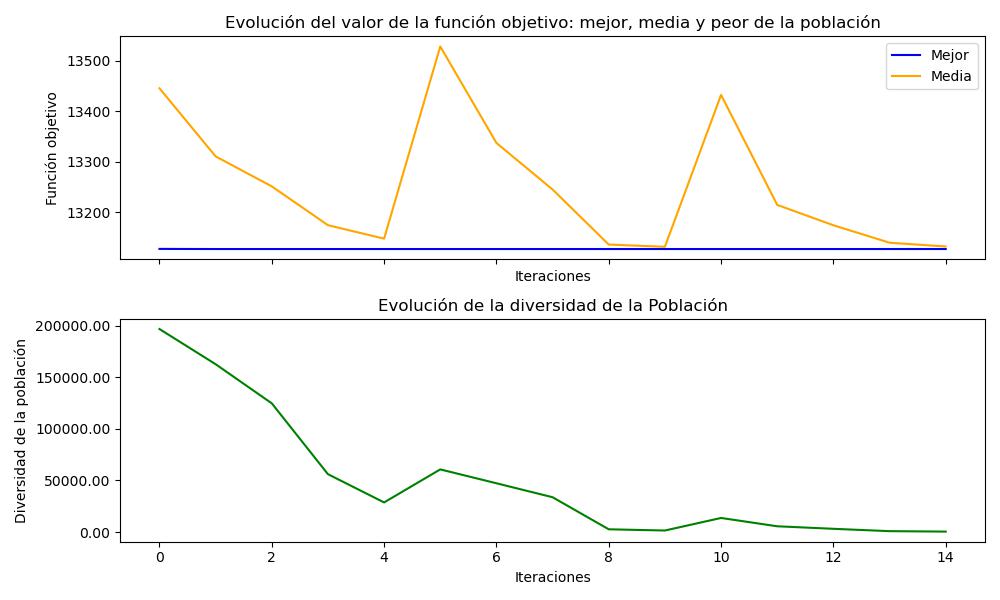 Evolución del valor de la función objetivo: mejor, media y peor de la población
Función objetivo
13500
13400
13300
13200
Mejor
Media
Iteraciones
Evolución de la diversidad de la Población
Diversidad de la población
200000.00
150000.00
100000.00
50000.00
0.00
0 2 4 6 8 10 12 14
Iteraciones